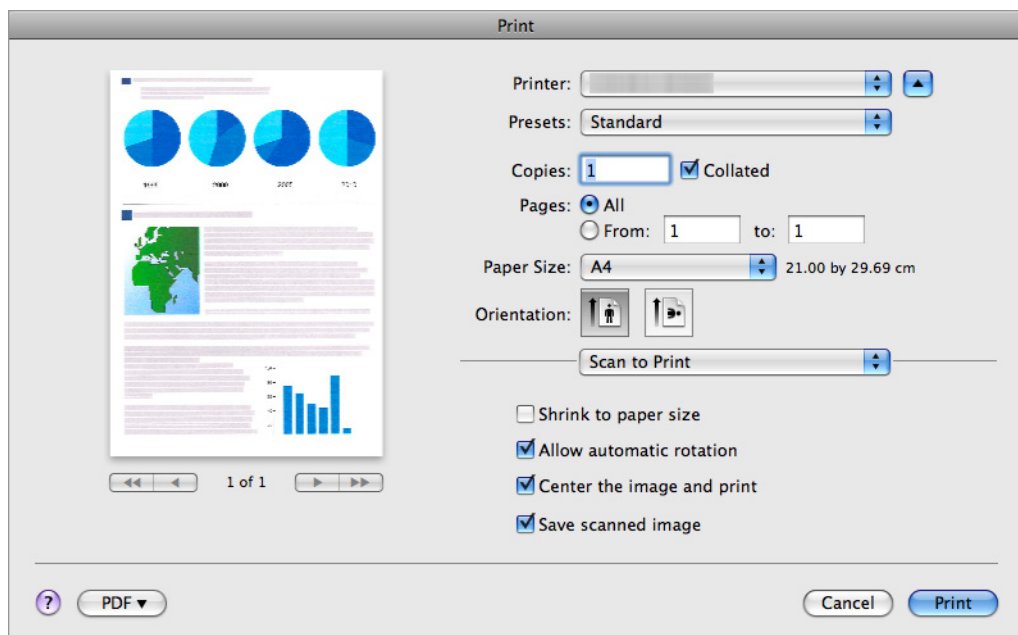 Print
Printer:
Presets: Standard
Copies: 1 Collated
Pages: All
From: 1 to: 1
Paper Size: A4 21.00 by 29.69 cm
Orientation:
Scan to Print
Shrink to paper size
Allow automatic rotation
Center the image and print
Save scanned image
1 of 1
? PDF Cancel Print